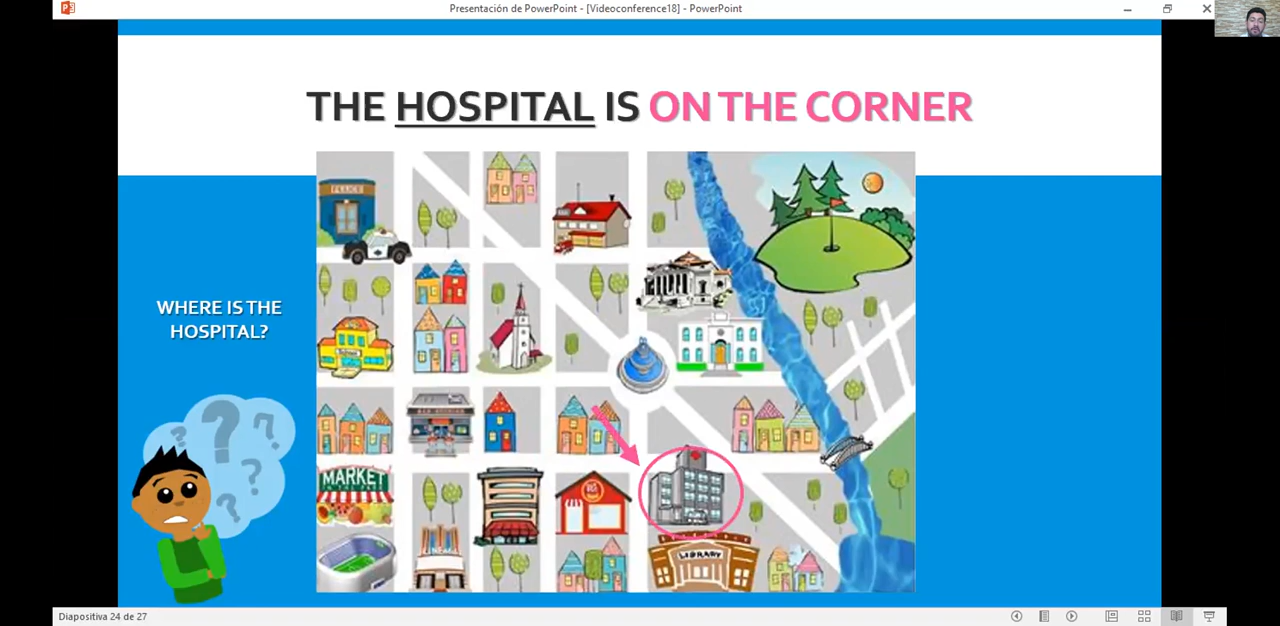 Presentación de PowerPoint - [Videoconference18] - PowerPoint
THE HOSPITAL IS ON THE CORNER
WHERE IS THE
HOSPITAL?
POLICE
MARKET
CINEMA
LIBRARY
Diapositiva 24 de 27